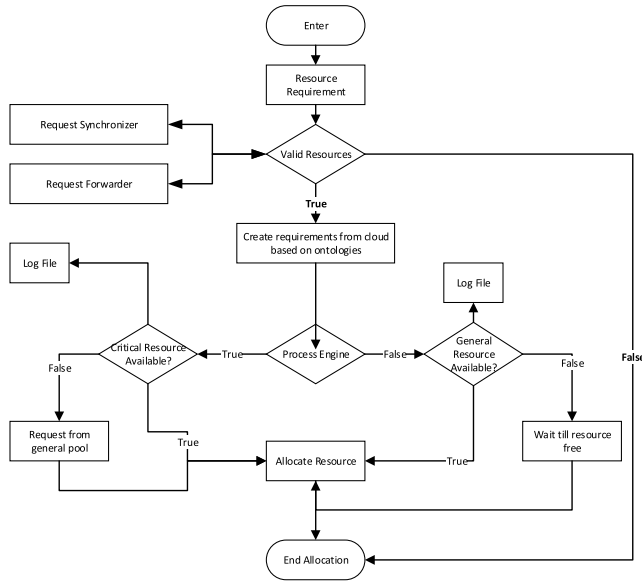 Enter
Resource
Requirement
Request Synchronizer
Valid Resources
Request Forwarder
True
Create requirements from cloud
based on ontologies
Log File
Log File
Critical Resource
Available?
True
Process Engine
False
General
Resource
Available?
False
False
False
Request from
general pool
True
Allocate Resource
True
Wait till resource
free
End Allocation